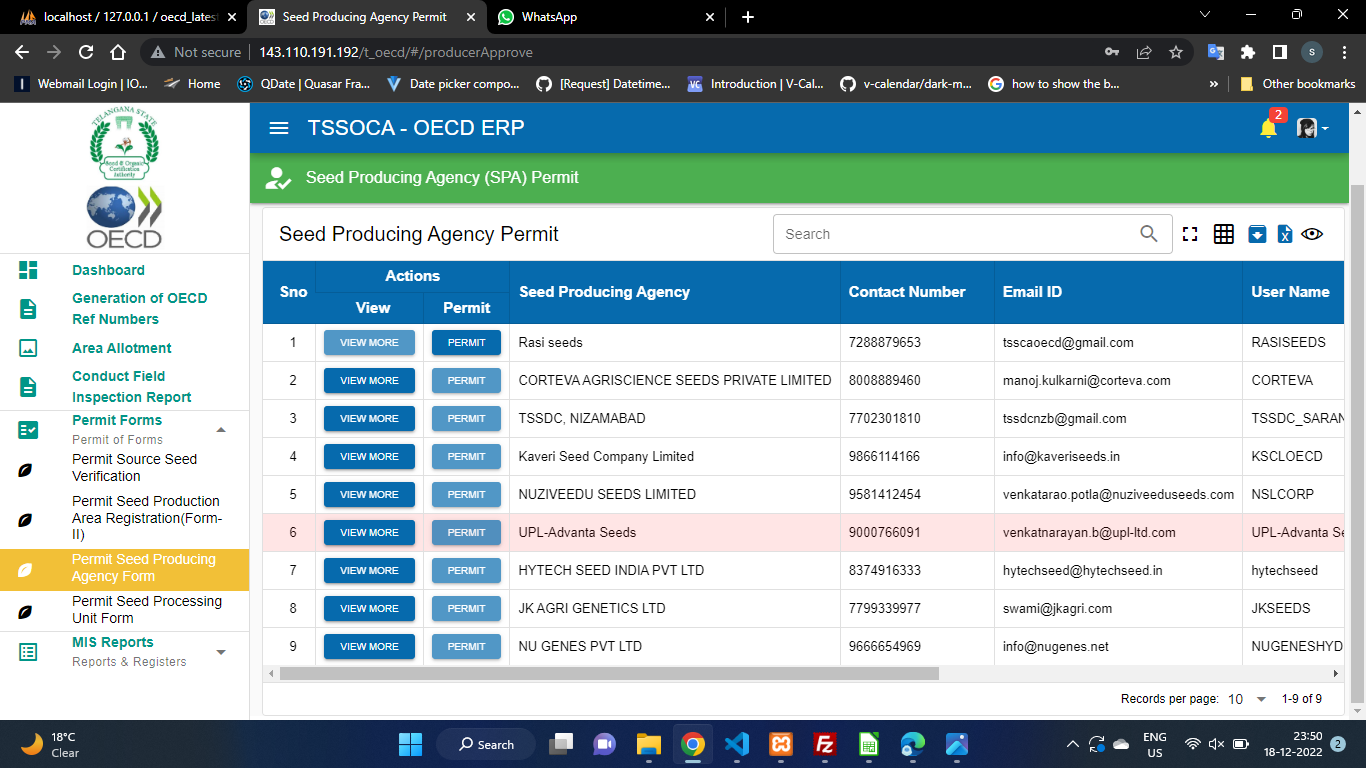 localhost / 127.0.0.1 / oecd_latest
Seed Producing Agency Permit
WhatsApp
Not secure
143.110.191.192/t_oecd/#/producerApprove
S
Webmail Login | IO...
Home
QDate | Quasar Fra...
Date picker compo...
[Request] Datetime...
Introduction | V-Cal...
v-calendar/dark-m...
how to show the b...
»
Other bookmarks
TELANGANA STATE
Seed & Organic
Certification
Authority
OECD
TSSOCA - OECD ERP
2
Seed Producing Agency (SPA) Permit
Dashboard
Generation of OECD
Ref Numbers
Area Allotment
Conduct Field
Inspection Report
Permit Forms
Permit of Forms
Permit Source Seed
Verification
Permit Seed Production
Area Registration(Form-
II)
Permit Seed Producing
Agency Form
Permit Seed Processing
Unit Form
MIS Reports
Reports & Registers
Seed Producing Agency Permit
Search
Sno Actions Seed Producing Agency Contact Number Email ID User Name
View Permit
1 VIEW MORE PERMIT Rasi seeds 7288879653 tsscaoecd@gmail.com RASISEEDS
2 VIEW MORE PERMIT CORTEVA AGRISCIENCE SEEDS PRIVATE LIMITED 8008889460 manoj.kulkarni@corteva.com CORTEVA
3 VIEW MORE PERMIT TSSDC, NIZAMABAD 7702301810 tssdcnzb@gmail.com TSSDC_SARAN
4 VIEW MORE PERMIT Kaveri Seed Company Limited 9866114166 info@kaveriseeds.in KSCLOECD
5 VIEW MORE PERMIT NUZIVEEDU SEEDS LIMITED 9581412454 venkatarao.potla@nuziveeduseeds.com NSLCORP
6 VIEW MORE PERMIT UPL-Advanta Seeds 9000766091 venkatnarayan.b@upl-ltd.com UPL-Advanta Se
7 VIEW MORE PERMIT HYTECH SEED INDIA PVT LTD 8374916333 hytechseed@hytechseed.in hytechseed
8 VIEW MORE PERMIT JK AGRI GENETICS LTD 7799339977 swami@jkagri.com JKSEEDS
9 VIEW MORE PERMIT NU GENES PVT LTD 9666654969 info@nugenes.net NUGENESHYD
Records per page: 10 1-9 of 9
18°C
Clear
Search
ENG
US
23:50
18-12-2022
2